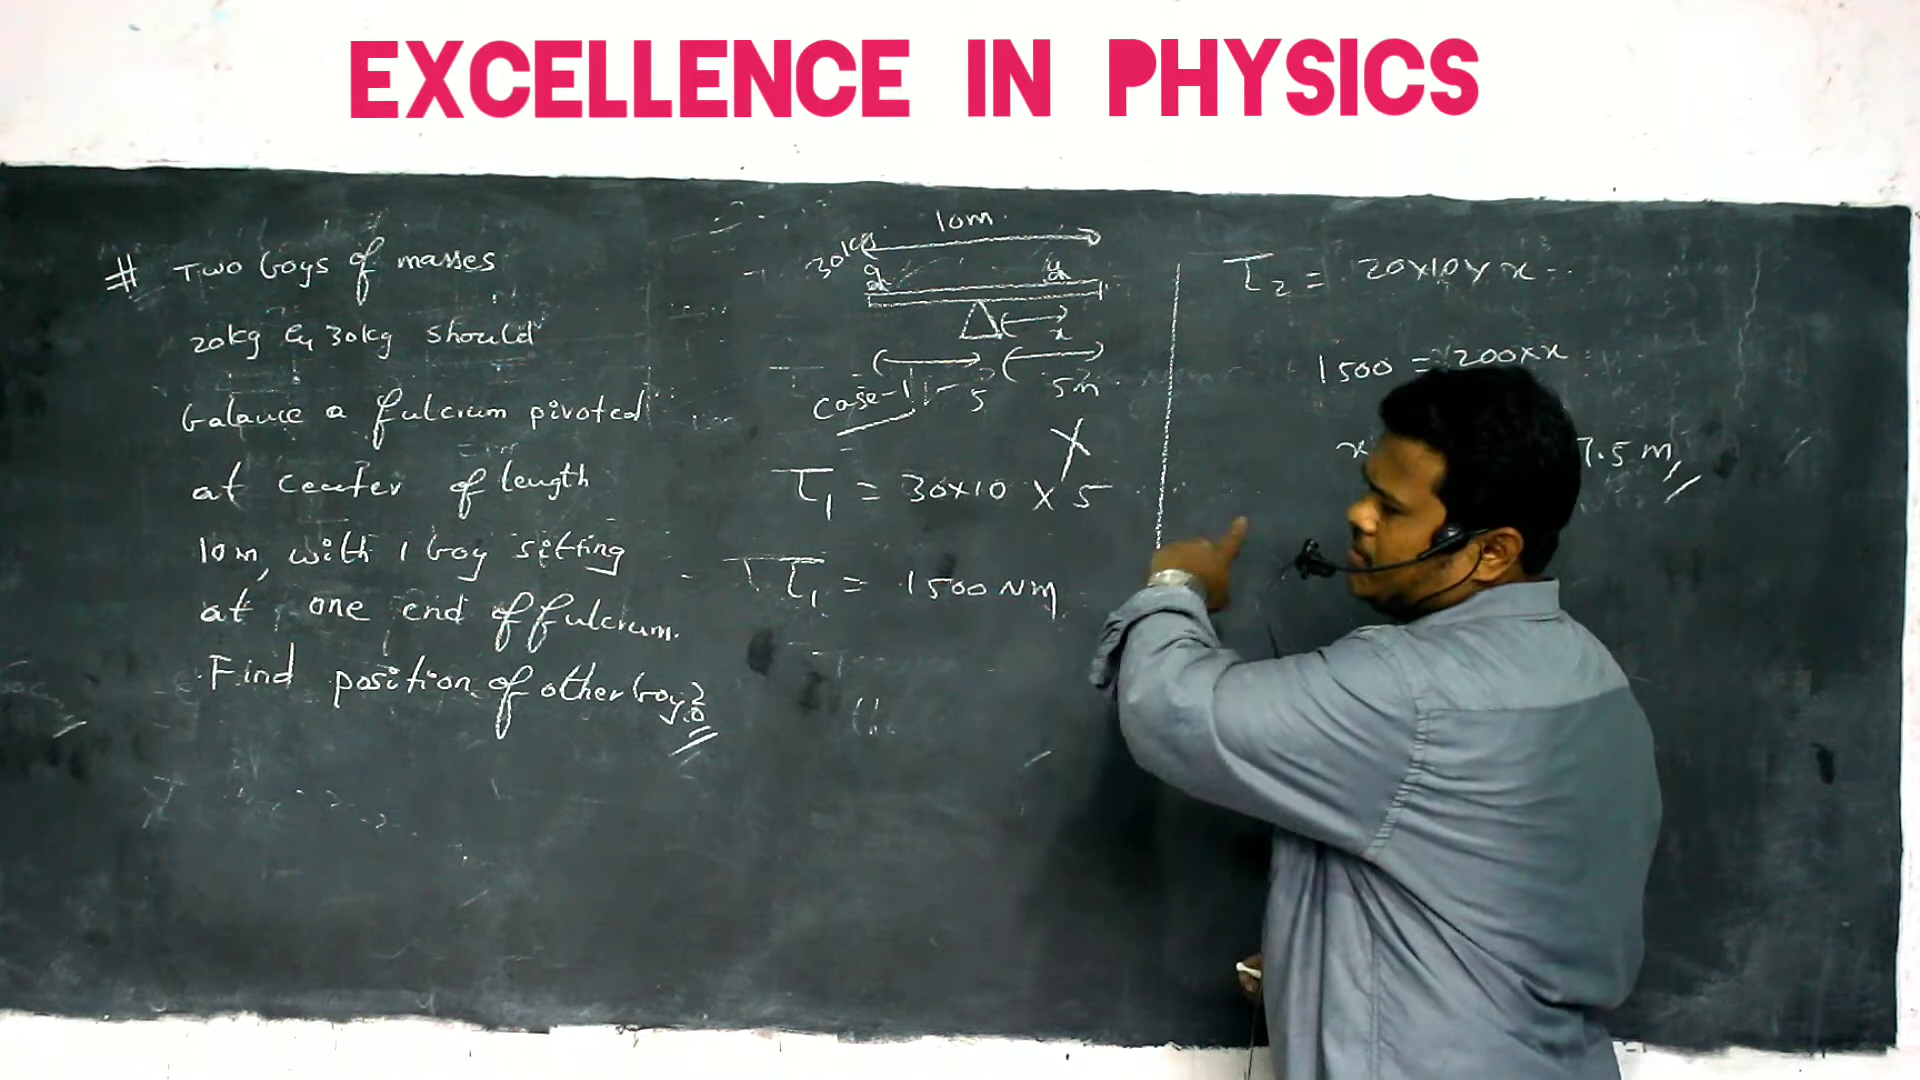 EXCELLENCE IN PHYSICS
# Two boys of masses
20kg & 30kg should
balance a fulcrum pivoted
at center of length
10m, with 1 boy sitting
at one end of fulcrum.
Find position of other boy?
10m
30kg
x
5 5m
case-1
τ₁ = 30×10 × 5
τ₁ = 1500 Nm
τ₂ = 20×10×x
1500 = 200×x
x 7.5 m